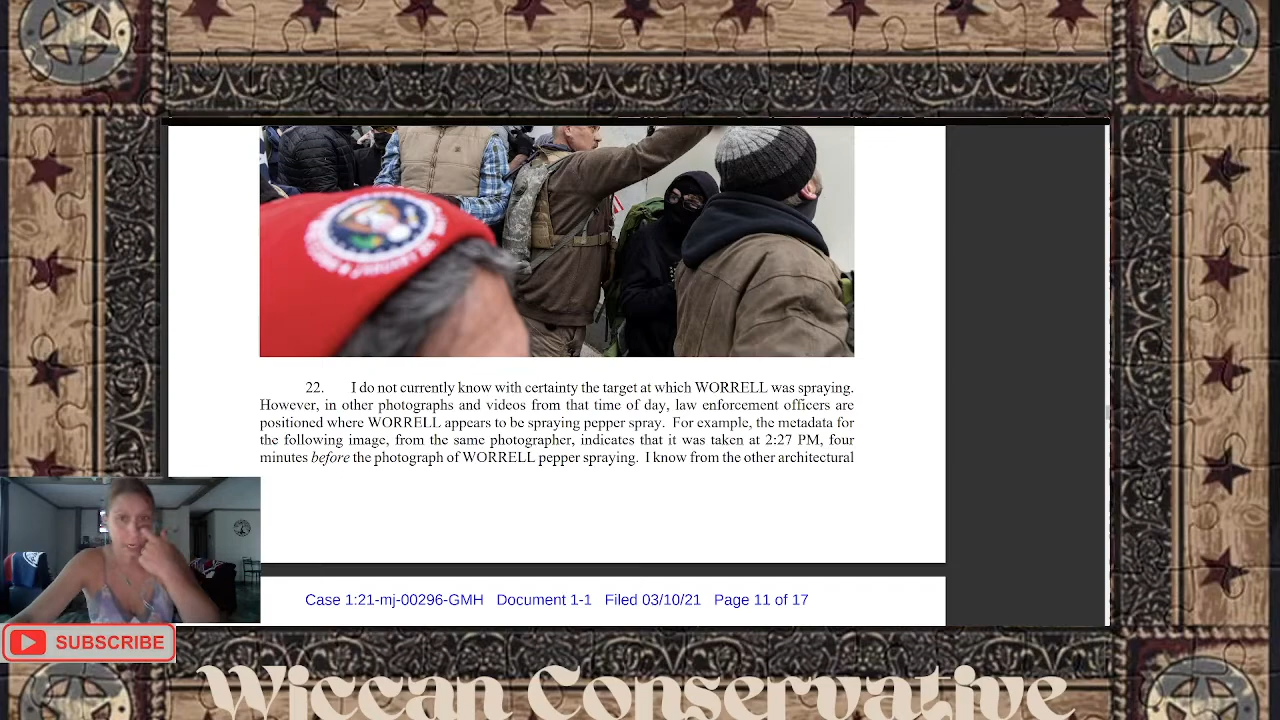 22. I do not currently know with certainty the target at which WORRELL was spraying.
However, in other photographs and videos from that time of day, law enforcement officers are
positioned where WORRELL appears to be spraying pepper spray. For example, the metadata for
the following image, from the same photographer, indicates that it was taken at 2:27 PM, four
minutes before the photograph of WORRELL pepper spraying. I know from the other architectural
Case 1:21-mj-00296-GMH Document 1-1 Filed 03/10/21 Page 11 of 17
SUBSCRIBE
Wiccan Conservative